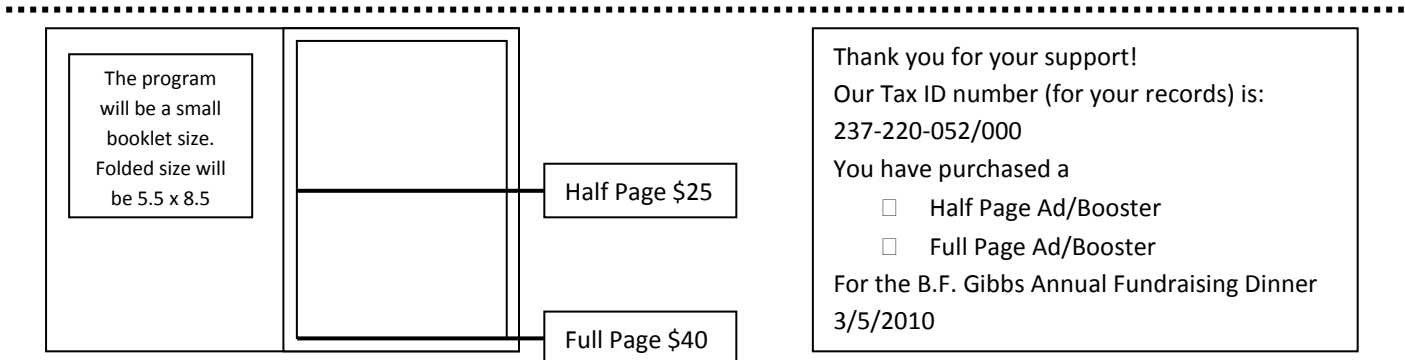 The program
will be a small
booklet size.
Folded size will
be 5.5 x 8.5
Half Page $25
Full Page $40
Thank you for your support!
Our Tax ID number (for your records) is:
237-220-052/000
You have purchased a
☐ Half Page Ad/Booster
☐ Full Page Ad/Booster
For the B.F. Gibbs Annual Fundraising Dinner
3/5/2010